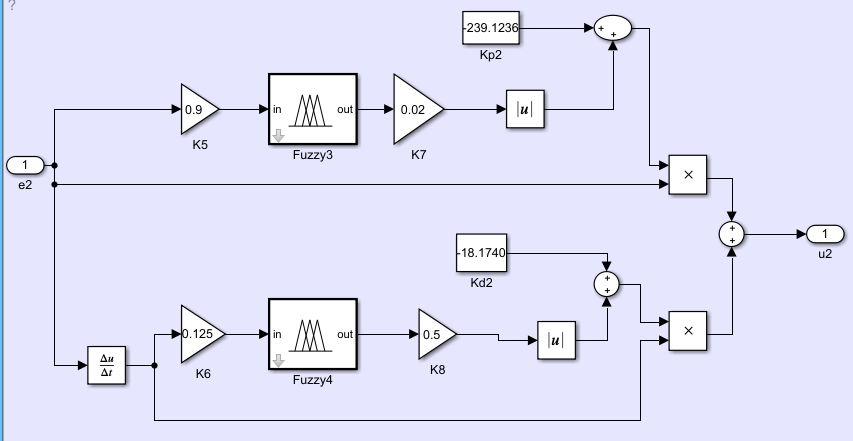 ?
-239.1236
+
+
Kp2
0.9
in
out
0.02
|u|
K5
Fuzzy3
K7
1
e2
×
+
+
1
u2
-18.1740
Kd2
+
+
0.125
in
out
0.5
|u|
×
Δu
Δt
K6
Fuzzy4
K8